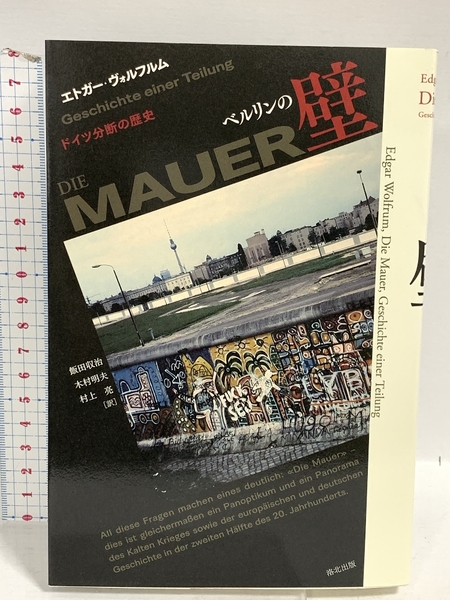 エトガー・ヴォルフルム
Geschichte einer Teilung
ドイツ分断の歴史
ベルリンの壁
DIE
MAUER
飯田収治
木村明夫
村上 亮
[訳]
All diese Fragen machen eines deutlich: «Die Mauer» –
dies ist gleichermaßen ein Panoptikum und ein Panorama
des Kalten Krieges sowie der europäischen und deutschen
Geschichte in der zweiten Hälfte des 20. Jahrhunderts.
洛北出版
Edgar Wolfrum, Die Mauer, Geschichte einer Teilung
Edg
Di
Gesch